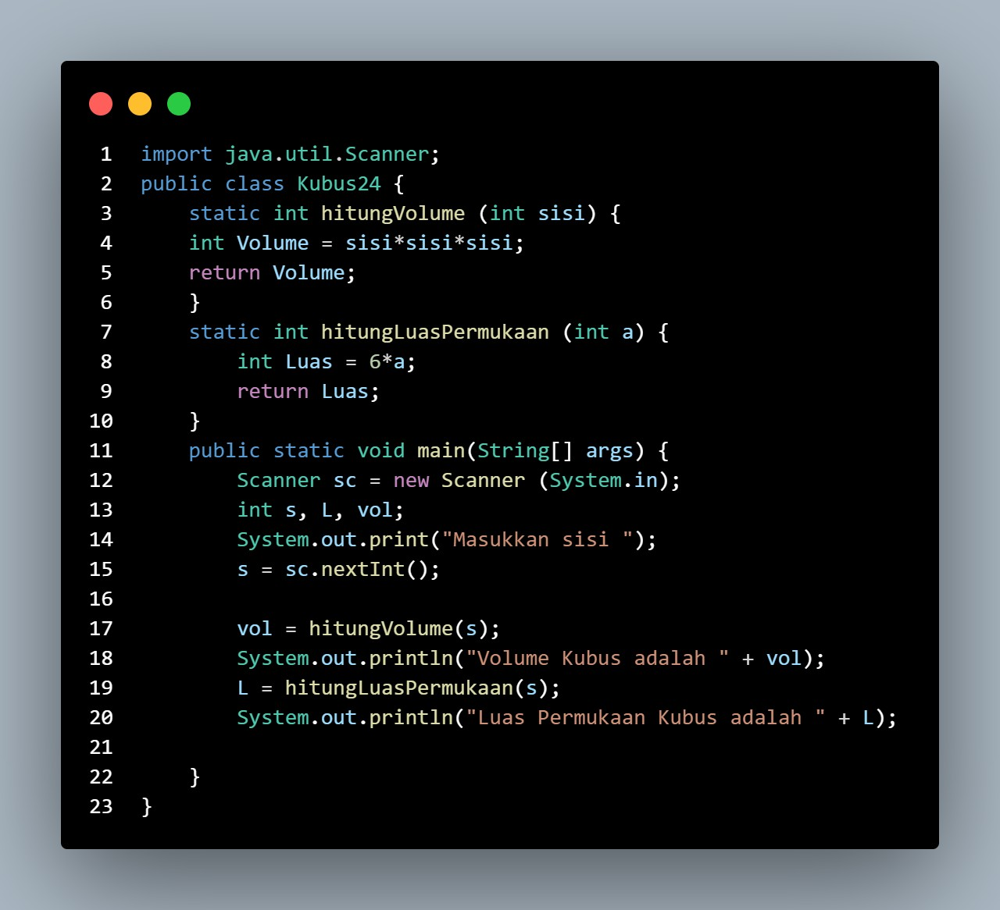 1 import java.util.Scanner;
2 public class Kubus24 {
3     static int hitungVolume (int sisi) {
4     int Volume = sisi*sisi*sisi;
5     return Volume;
6     }
7     static int hitungLuasPermukaan (int a) {
8         int Luas = 6*a;
9         return Luas;
10     }
11     public static void main(String[] args) {
12         Scanner sc = new Scanner (System.in);
13         int s, L, vol;
14         System.out.print("Masukkan sisi ");
15         s = sc.nextInt();
16
17         vol = hitungVolume(s);
18         System.out.println("Volume Kubus adalah " + vol);
19         L = hitungLuasPermukaan(s);
20         System.out.println("Luas Permukaan Kubus adalah " + L);
21
22     }
23 }